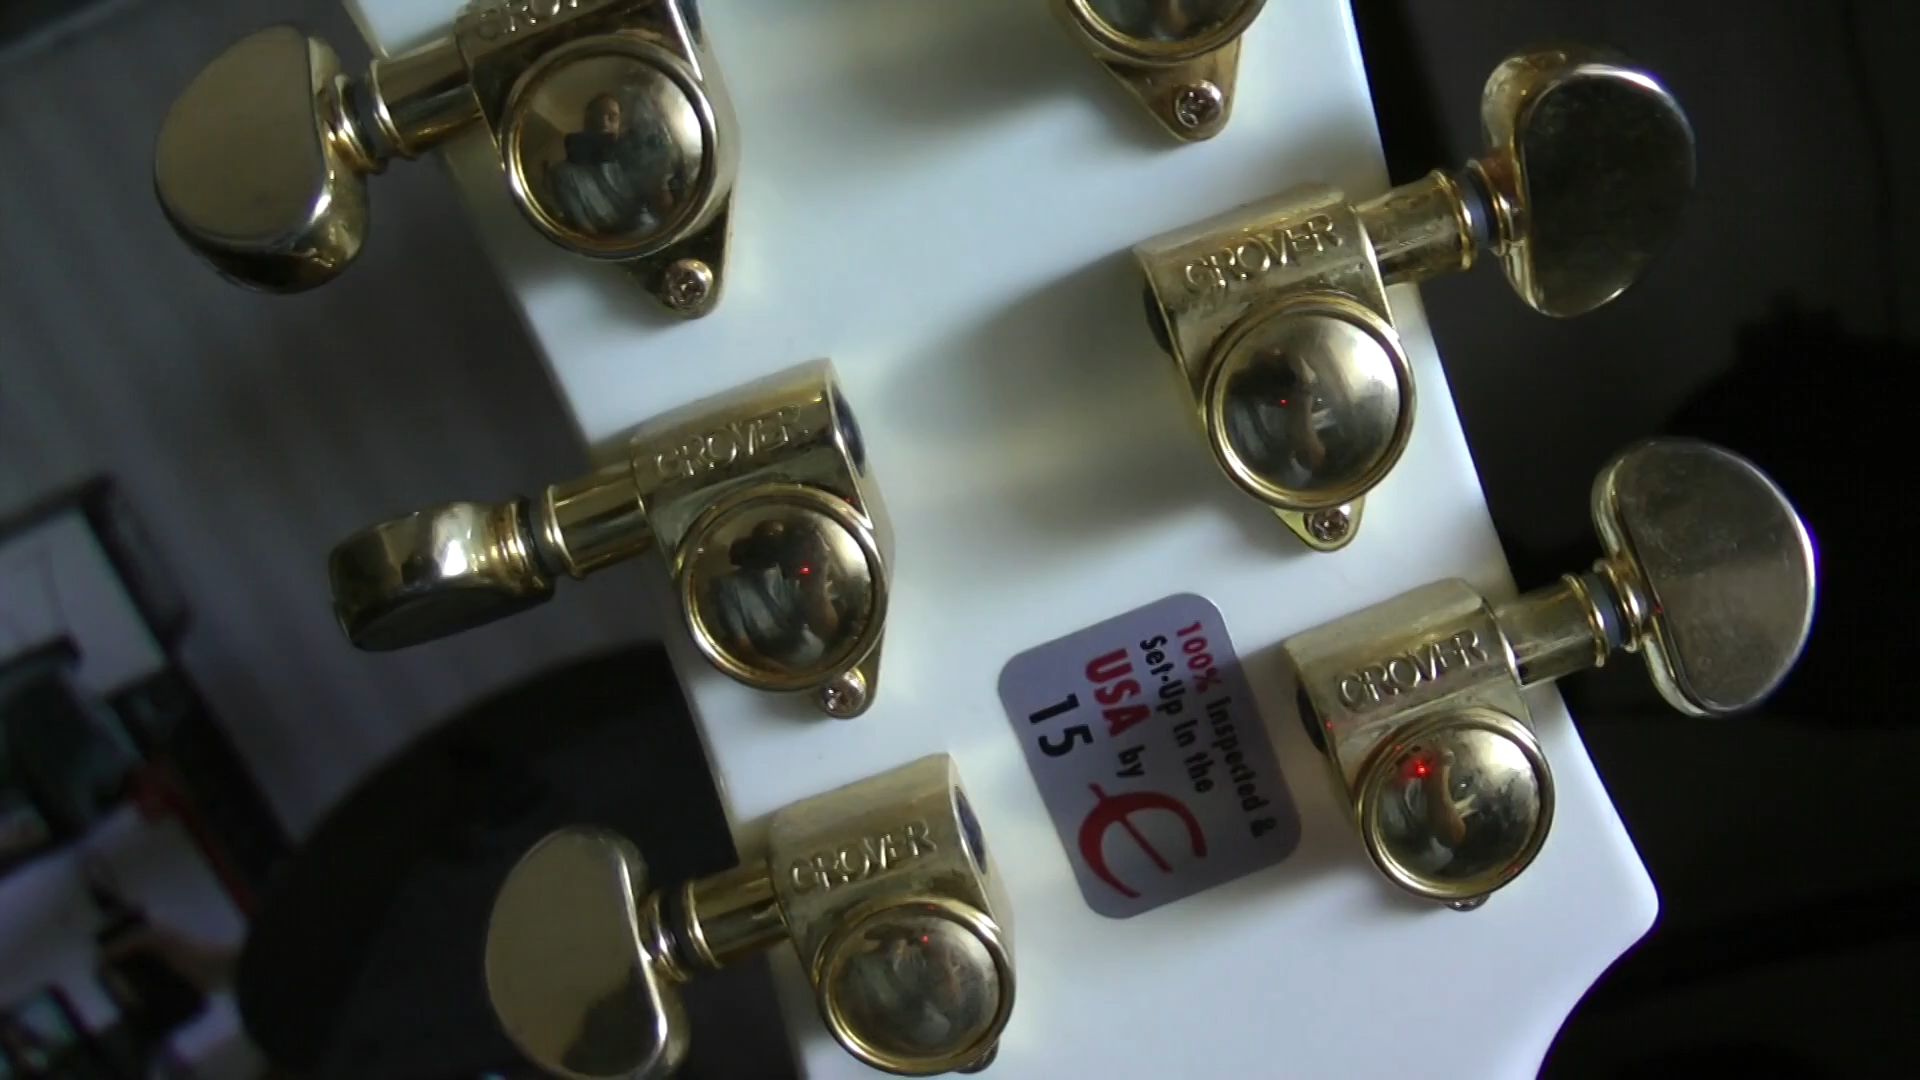 GROVER
GROVER
GROVER
GROVER
GROVER
100% Inspected &
Set-Up in the
USA by
15